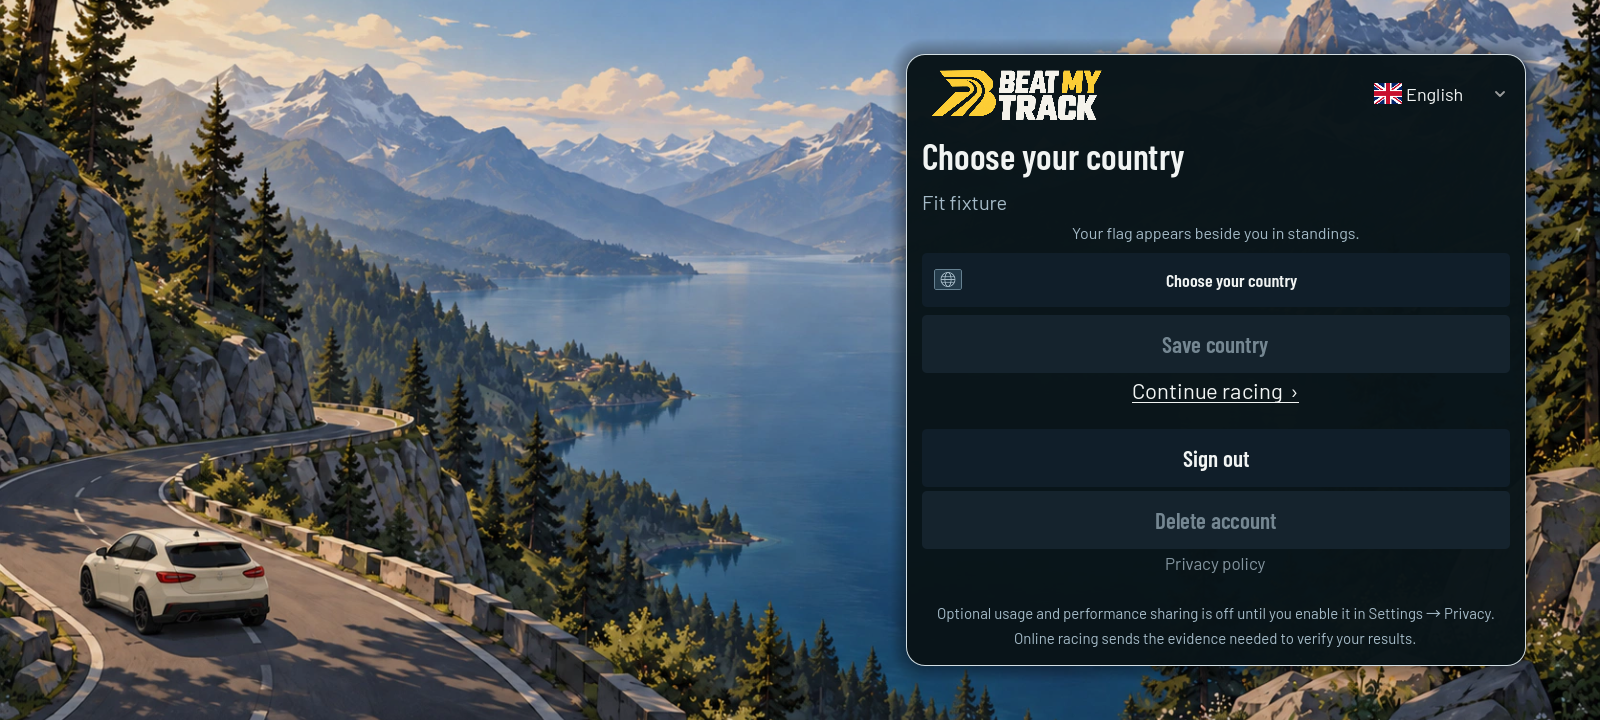 BEAT MY
TRACK
English
Choose your country
Fit fixture
Your flag appears beside you in standings.
Choose your country
Save country
Continue racing ›
Sign out
Delete account
Privacy policy
Optional usage and performance sharing is off until you enable it in Settings → Privacy.
Online racing sends the evidence needed to verify your results.